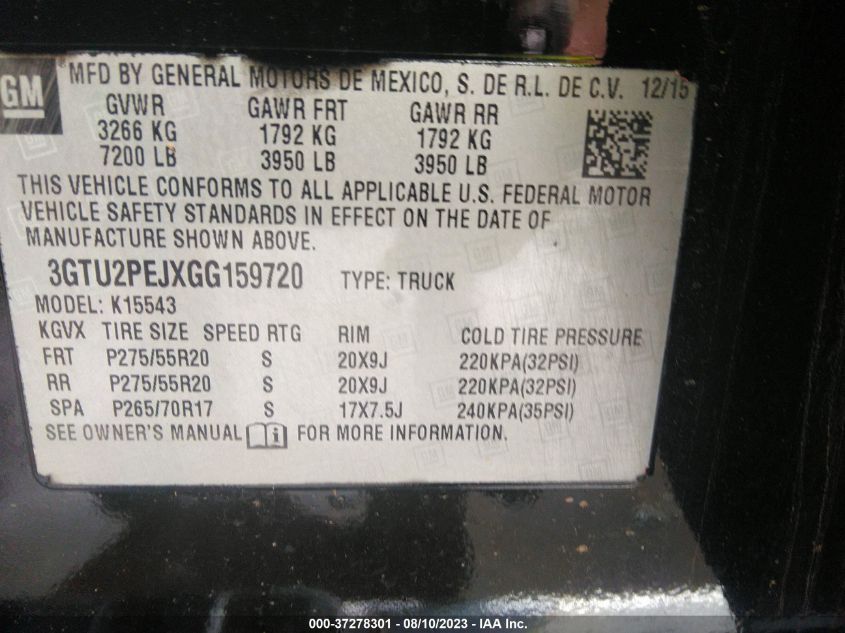 GM
MFD BY GENERAL MOTORS DE MEXICO, S. DE R.L. DE C.V. 12/15
GVWR GAWR FRT GAWR RR
3266 KG 1792 KG 1792 KG
7200 LB 3950 LB 3950 LB
THIS VEHICLE CONFORMS TO ALL APPLICABLE U.S. FEDERAL MOTOR
VEHICLE SAFETY STANDARDS IN EFFECT ON THE DATE OF
MANUFACTURE SHOWN ABOVE.
3GTU2PEJXGG159720 TYPE: TRUCK
MODEL: K15543
KGVX TIRE SIZE SPEED RTG RIM COLD TIRE PRESSURE
FRT P275/55R20 S 20X9J 220KPA(32PSI)
RR P275/55R20 S 20X9J 220KPA(32PSI)
SPA P265/70R17 S 17X7.5J 240KPA(35PSI)
SEE OWNER'S MANUAL i FOR MORE INFORMATION.
000-37278301 - 08/10/2023 - IAA Inc.